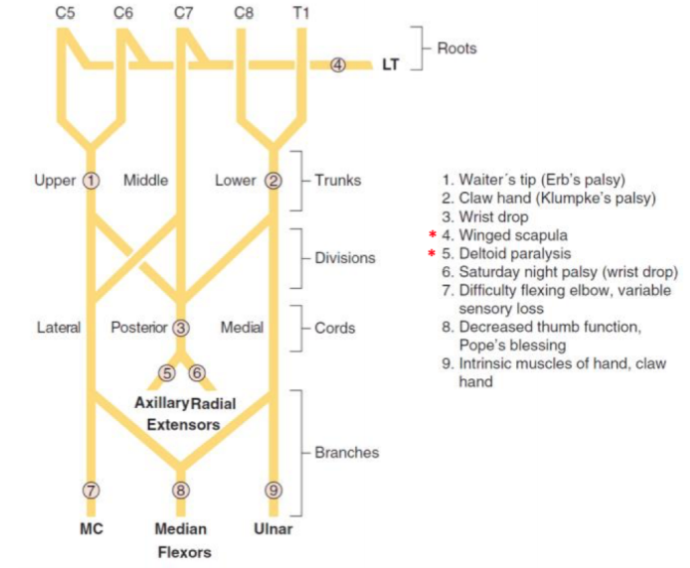 C5 C6 C7 C8 T1
Roots
4 LT
Upper 1 Middle Lower 2 Trunks
Divisions
Lateral Posterior 3 Medial Cords
5 6
Axillary Radial
Extensors
Branches
7 8 9
MC Median Ulnar
Flexors
1. Waiter´s tip (Erb's palsy)
2. Claw hand (Klumpke's palsy)
3. Wrist drop
* 4. Winged scapula
* 5. Deltoid paralysis
6. Saturday night palsy (wrist drop)
7. Difficulty flexing elbow, variable
sensory loss
8. Decreased thumb function,
Pope's blessing
9. Intrinsic muscles of hand, claw
hand